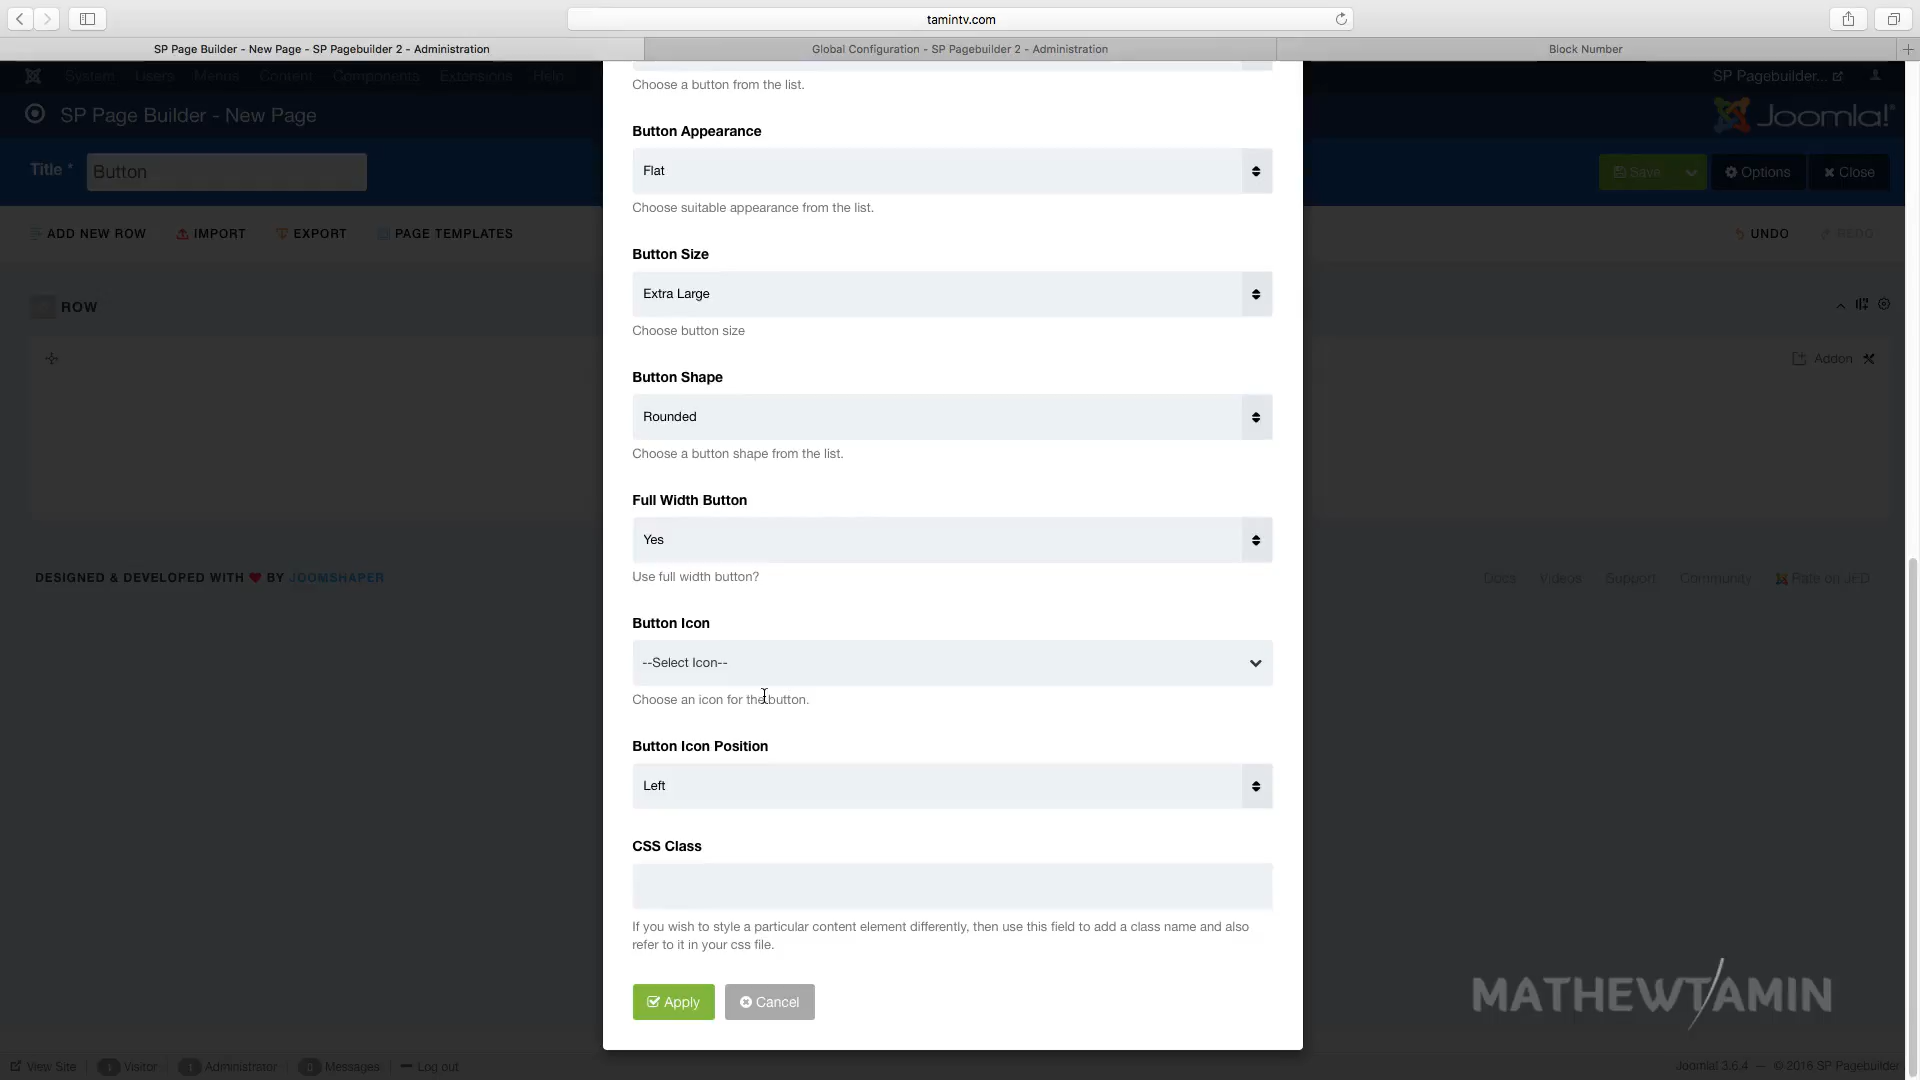 tamintv.com
SP Page Builder - New Page - SP Pagebuilder 2 - Administration
Global Configuration - SP Pagebuilder 2 - Administration
Block Number
System Users Menus Content Components Extensions Help
SP Pagebuilder...
SP Page Builder - New Page
Joomla!
Title *
Button
Save
Options
Close
ADD NEW ROW
IMPORT
EXPORT
PAGE TEMPLATES
UNDO
REDO
ROW
Addon
Choose a button from the list.
Button Appearance
Flat
Choose suitable appearance from the list.
Button Size
Extra Large
Choose button size
Button Shape
Rounded
Choose a button shape from the list.
Full Width Button
Yes
Use full width button?
Button Icon
--Select Icon--
Choose an icon for the button.
Button Icon Position
Left
CSS Class
If you wish to style a particular content element differently, then use this field to add a class name and also
refer to it in your css file.
Apply
Cancel
DESIGNED & DEVELOPED WITH ❤ BY JOOMSHAPER
Docs Videos Support Community Rate on JED
MATHEWTAMIN
View Site
Visitor
Administrator
Messages
Log out
Joomla! 3.6.4 — © 2016 SP Pagebuilder